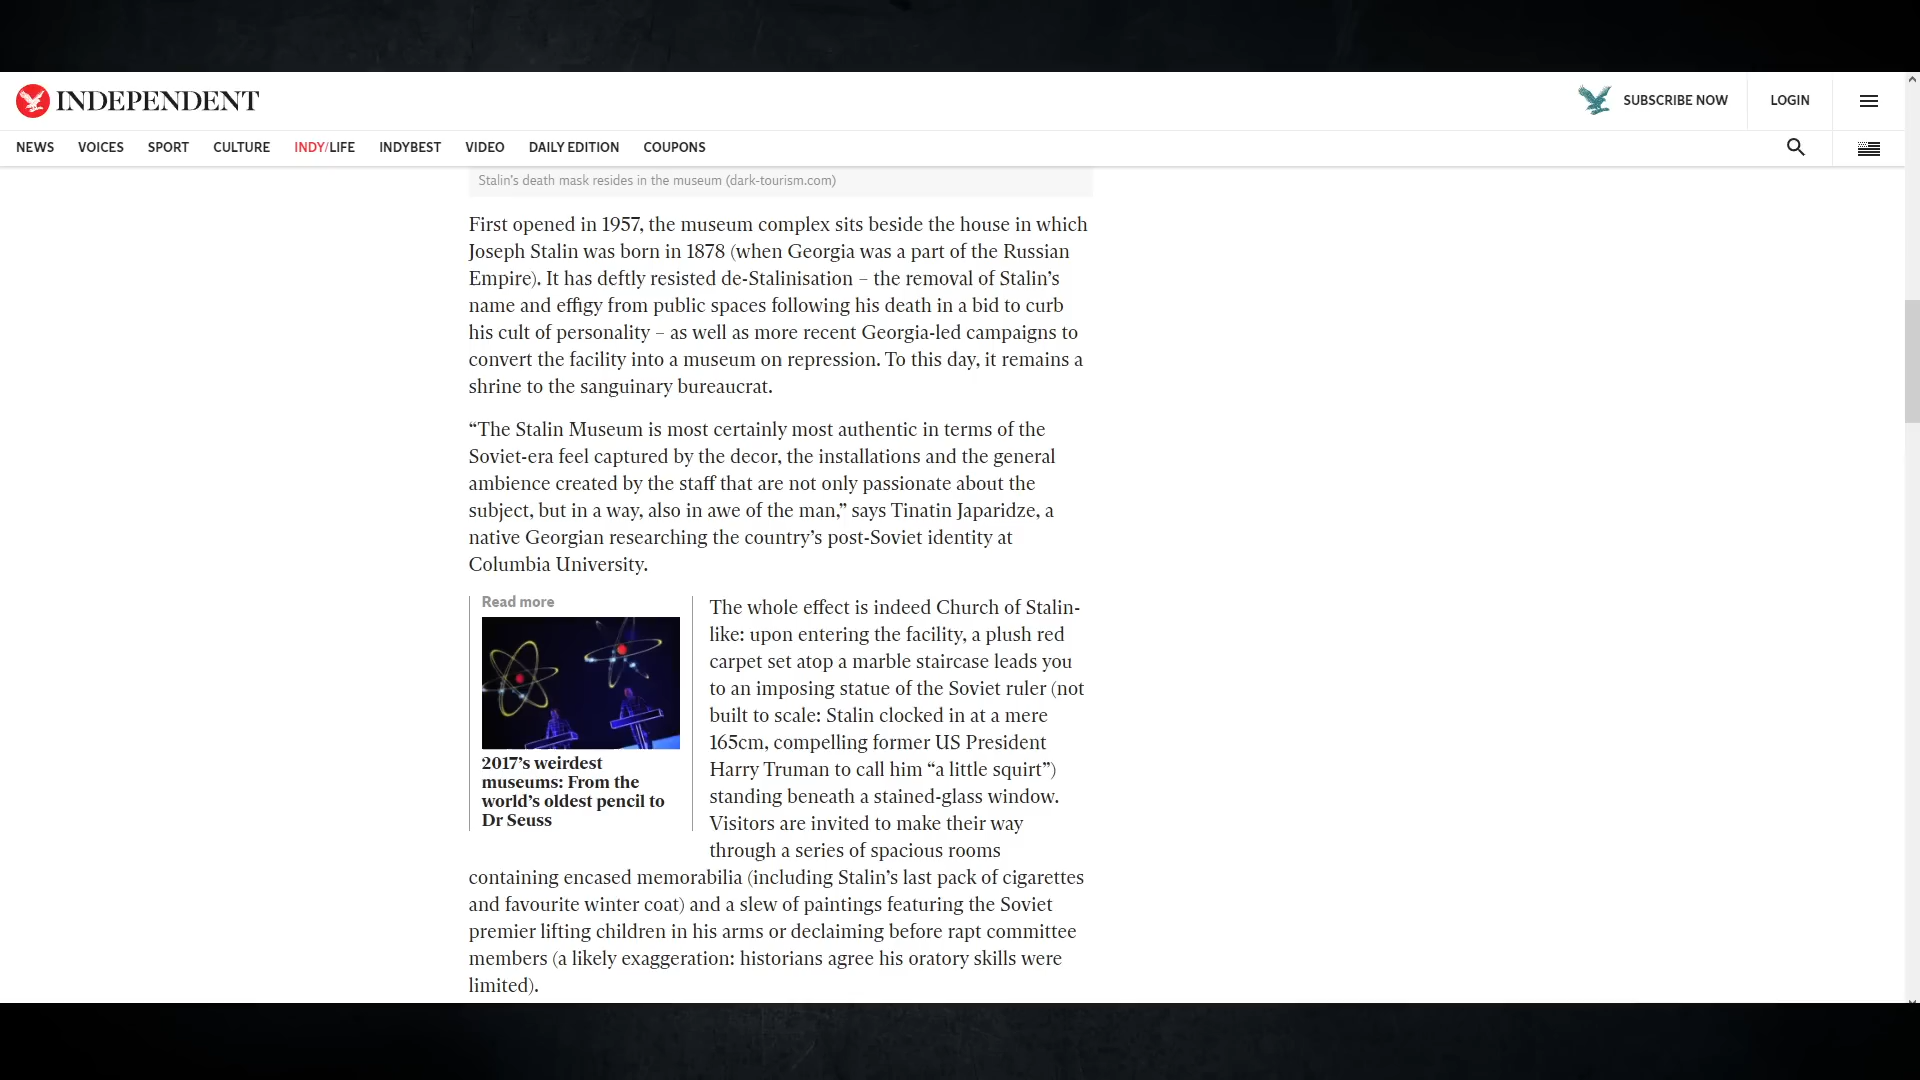 INDEPENDENT
SUBSCRIBE NOW
LOGIN
NEWS
VOICES
SPORT
CULTURE
INDY/LIFE
INDYBEST
VIDEO
DAILY EDITION
COUPONS
Stalin's death mask resides in the museum (dark-tourism.com)
First opened in 1957, the museum complex sits beside the house in which
Joseph Stalin was born in 1878 (when Georgia was a part of the Russian
Empire). It has deftly resisted de-Stalinisation – the removal of Stalin’s
name and effigy from public spaces following his death in a bid to curb
his cult of personality – as well as more recent Georgia-led campaigns to
convert the facility into a museum on repression. To this day, it remains a
shrine to the sanguinary bureaucrat.
“The Stalin Museum is most certainly most authentic in terms of the
Soviet-era feel captured by the decor, the installations and the general
ambience created by the staff that are not only passionate about the
subject, but in a way, also in awe of the man,” says Tinatin Japaridze, a
native Georgian researching the country’s post-Soviet identity at
Columbia University.
Read more
2017’s weirdest
museums: From the
world’s oldest pencil to
Dr Seuss
The whole effect is indeed Church of Stalin-
like: upon entering the facility, a plush red
carpet set atop a marble staircase leads you
to an imposing statue of the Soviet ruler (not
built to scale: Stalin clocked in at a mere
165cm, compelling former US President
Harry Truman to call him “a little squirt”)
standing beneath a stained-glass window.
Visitors are invited to make their way
through a series of spacious rooms
containing encased memorabilia (including Stalin’s last pack of cigarettes
and favourite winter coat) and a slew of paintings featuring the Soviet
premier lifting children in his arms or declaiming before rapt committee
members (a likely exaggeration: historians agree his oratory skills were
limited).